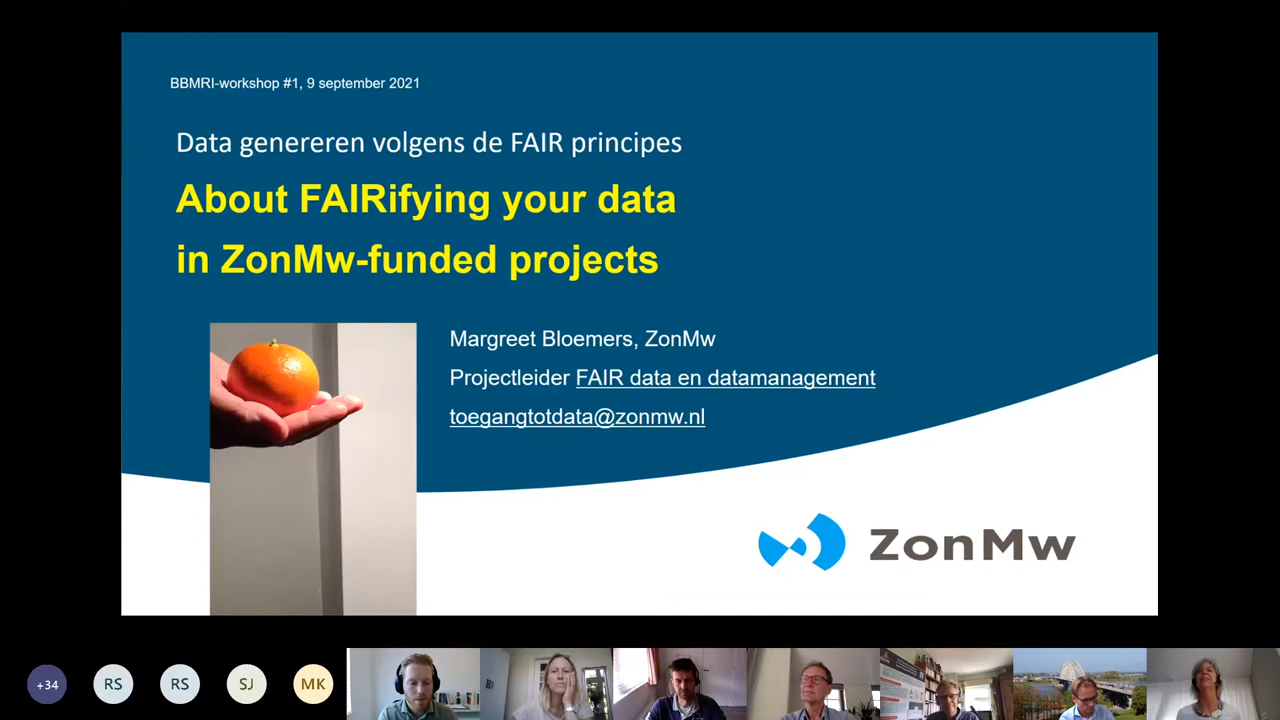 BBMRI-workshop #1, 9 september 2021
Data genereren volgens de FAIR principes
About FAIRifying your data
in ZonMw-funded projects
Margreet Bloemers, ZonMw
Projectleider FAIR data en datamanagement
toegangtotdata@zonmw.nl
ZonMw
+34
RS
RS
SJ
MK